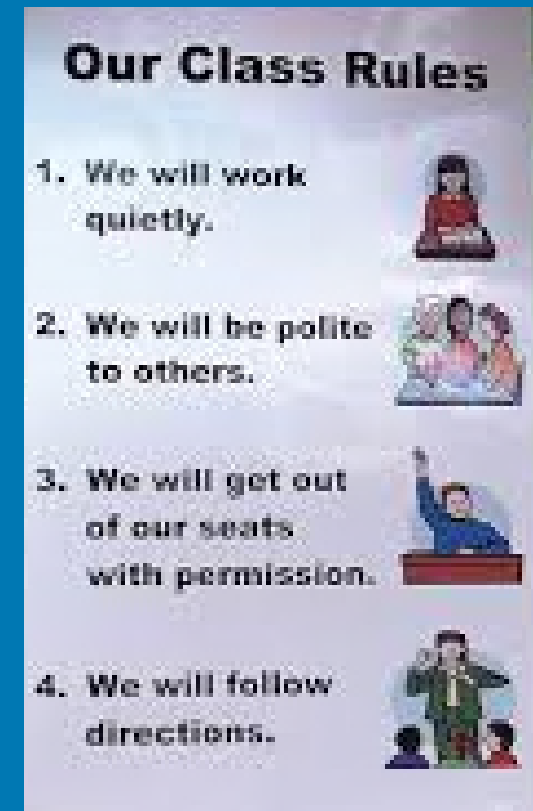 Our Class Rules
1. We will work
quietly.
2. We will be polite
to others.
3. We will get out
of our seats
with permission.
4. We will follow
directions.